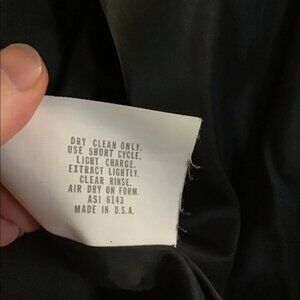 DRY CLEAN ONLY.
USE SHORT CYCLE,
LIGHT CHARGE.
EXTRACT LIGHTLY.
CLEAR RINSE.
AIR DRY ON FORM.
ASI 6143
MADE IN U.S.A.